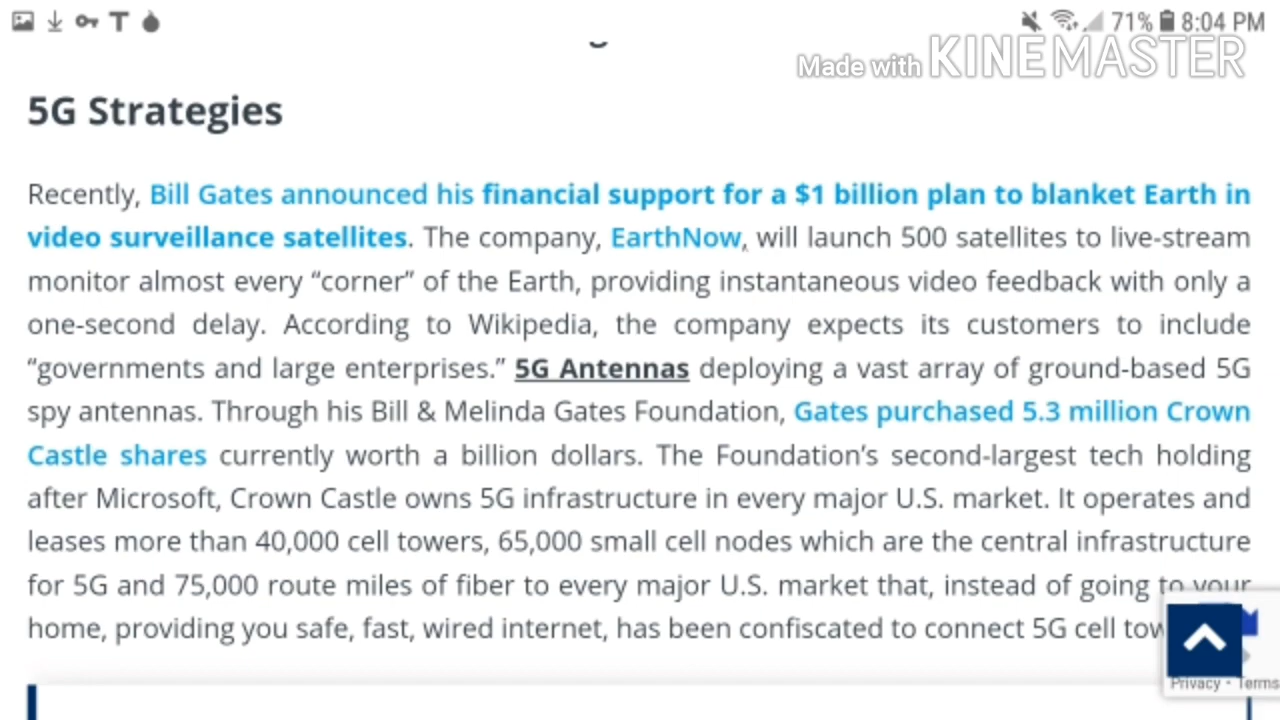 71% 8:04 PM
Made with KINEMASTER
5G Strategies
Recently, Bill Gates announced his financial support for a $1 billion plan to blanket Earth in
video surveillance satellites. The company, EarthNow, will launch 500 satellites to live-stream
monitor almost every “corner” of the Earth, providing instantaneous video feedback with only a
one-second delay. According to Wikipedia, the company expects its customers to include
“governments and large enterprises.” 5G Antennas deploying a vast array of ground-based 5G
spy antennas. Through his Bill & Melinda Gates Foundation, Gates purchased 5.3 million Crown
Castle shares currently worth a billion dollars. The Foundation’s second-largest tech holding
after Microsoft, Crown Castle owns 5G infrastructure in every major U.S. market. It operates and
leases more than 40,000 cell towers, 65,000 small cell nodes which are the central infrastructure
for 5G and 75,000 route miles of fiber to every major U.S. market that, instead of going to your
home, providing you safe, fast, wired internet, has been confiscated to connect 5G cell
Privacy - Terms